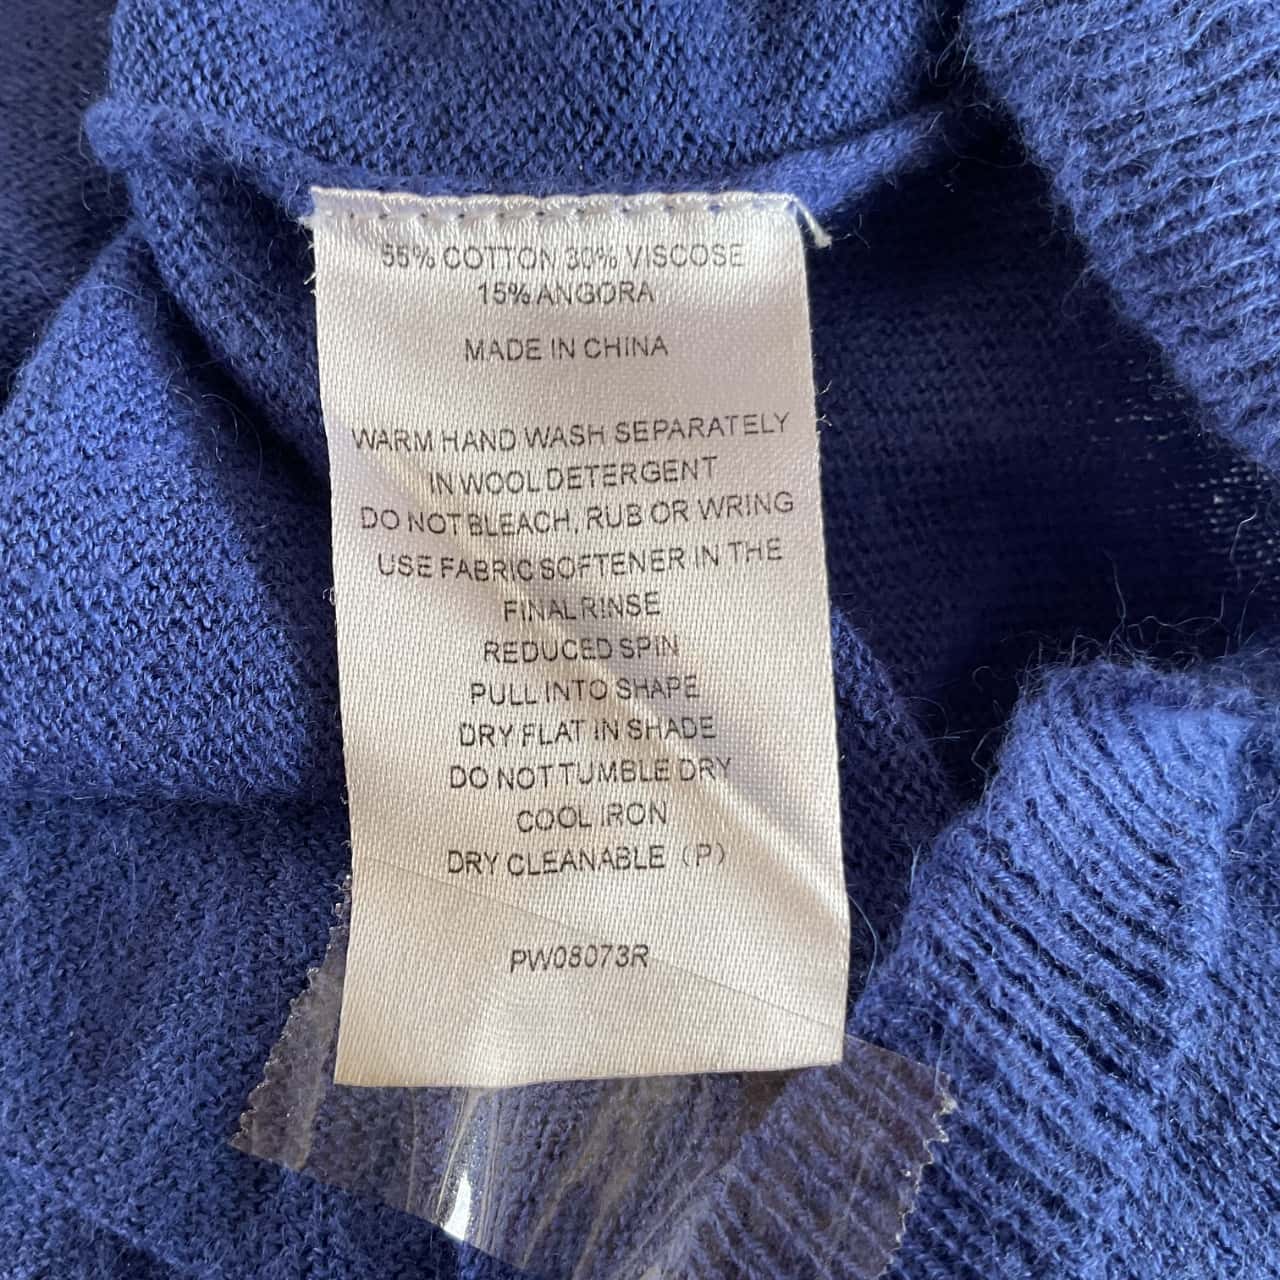 55% COTTON 30% VISCOSE
15% ANGORA
MADE IN CHINA
WARM HAND WASH SEPARATELY
IN WOOL DETERGENT
DO NOT BLEACH, RUB OR WRING
USE FABRIC SOFTENER IN THE
FINAL RINSE
REDUCED SPIN
PULL INTO SHAPE
DRY FLAT IN SHADE
DO NOT TUMBLE DRY
COOL IRON
DRY CLEANABLE (P)
PW08073R